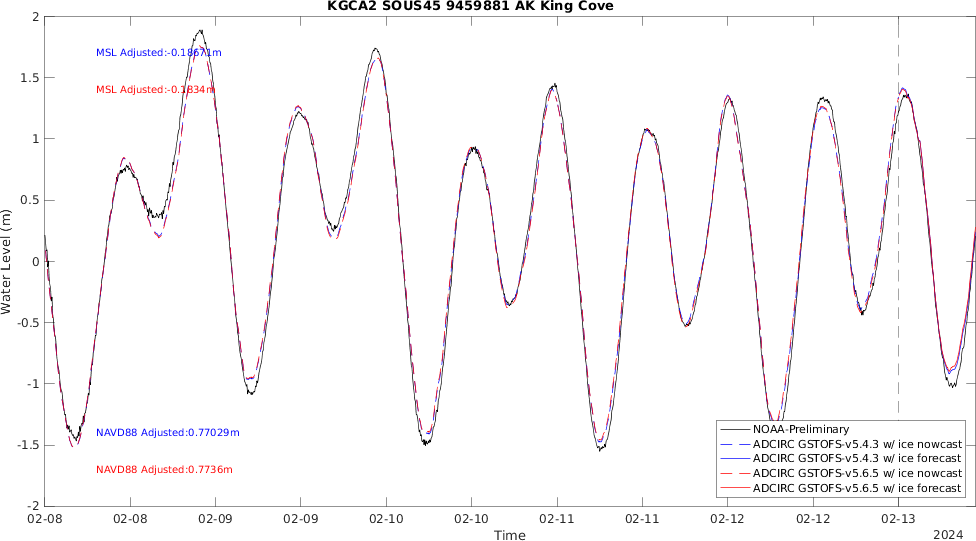 KGCA2 SOUS45 9459881 AK King Cove
Water Level (m)
2
1.5
1
0.5
0
-0.5
-1
-1.5
-2
MSL Adjusted:-0.18671m
MSL Adjusted:-0.1834m
NAVD88 Adjusted:0.77029m
NAVD88 Adjusted:0.7736m
NOAA-Preliminary
ADCIRC GSTOFS-v5.4.3 w/ ice nowcast
ADCIRC GSTOFS-v5.4.3 w/ ice forecast
ADCIRC GSTOFS-v5.6.5 w/ ice nowcast
ADCIRC GSTOFS-v5.6.5 w/ ice forecast
02-08 02-08 02-09 02-09 02-10 02-10 02-11 02-11 02-12 02-12 02-13
Time
2024